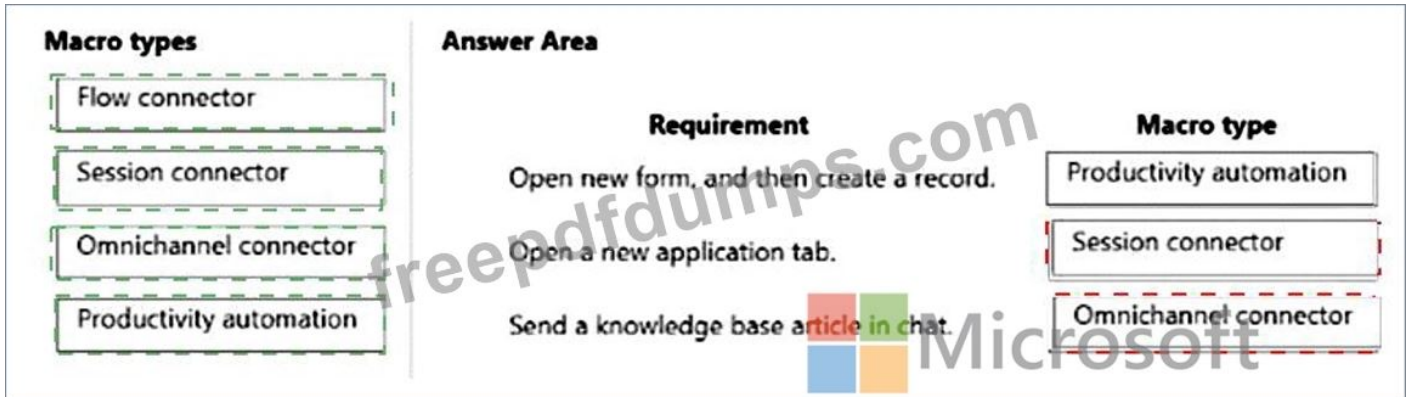 Macro types
Flow connector
Session connector
Omnichannel connector
Productivity automation
Answer Area
Requirement Macro type
Open new form, and then create a record. Productivity automation
Open a new application tab. Session connector
Send a knowledge base article in chat. Omnichannel connector
freepdfdumps.com
Microsoft